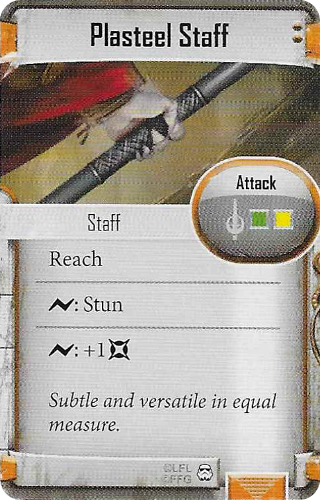 Plasteel Staff
Attack
Staff
Reach
: Stun
: +1
Subtle and versatile in equal
measure.
©LFL
©FFG